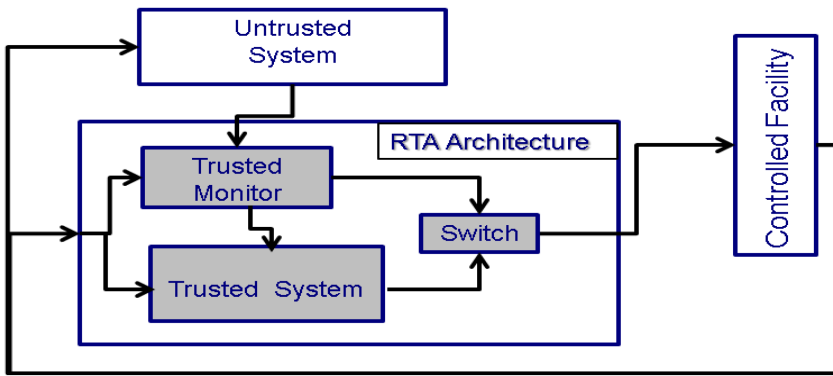 Untrusted
System
RTA Architecture
Trusted
Monitor
Switch
Trusted System
Controlled Facility